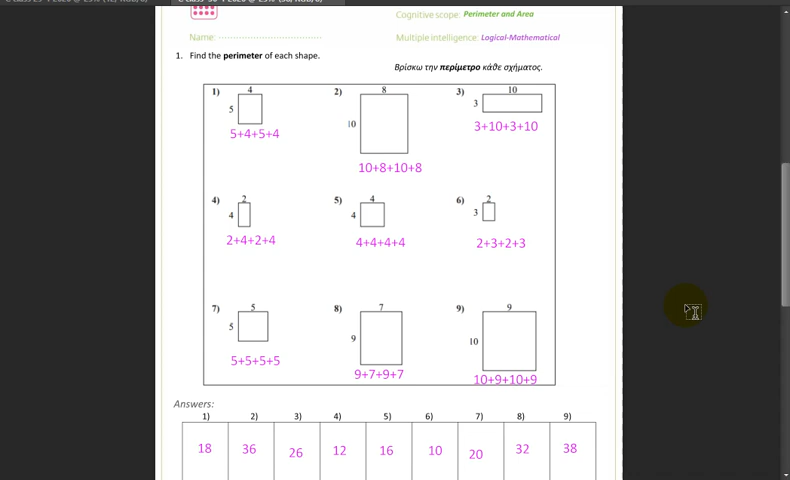 Cognitive scope: Perimeter and Area
Name:
Multiple intelligence: Logical-Mathematical
1. Find the perimeter of each shape.
Βρίσκω την περίμετρο κάθε σχήματος.
1) 4 2) 8 3) 10
5 10 3
5+4+5+4 3+10+3+10
10+8+10+8
4) 2 5) 4 6) 2
4 4 3
2+4+2+4 4+4+4+4 2+3+2+3
7) 5 8) 7 9) 9
5 9 10
5+5+5+5 9+7+9+7 10+9+10+9
Answers:
1) 2) 3) 4) 5) 6) 7) 8) 9)
18 36 26 12 16 10 20 32 38